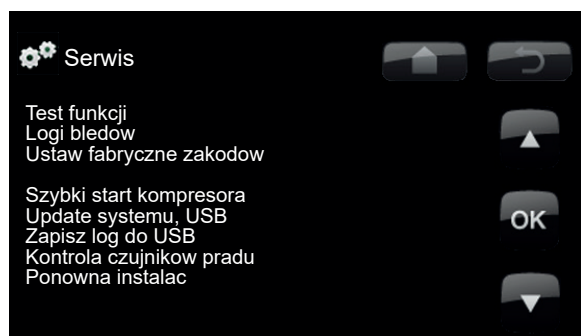 Serwis
Test funkcji
Logi bledow
Ustaw fabryczne zakodow
Szybki start kompresora
Update systemu, USB
OK
Zapisz log do USB
Kontrola czujnikow pradu
Ponowna instalac